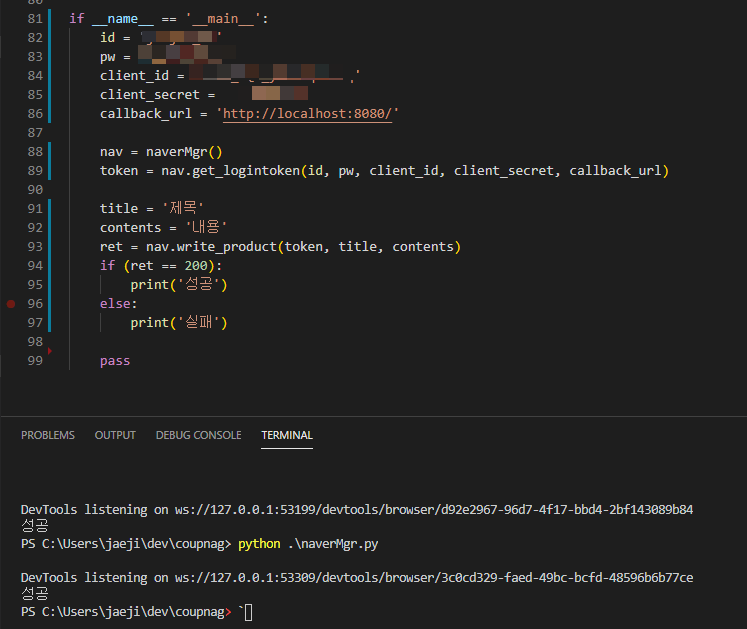 80
81 if __name__ == '__main__':
82 id = ' '
83 pw =
84 client_id = '
85 client_secret =
86 callback_url = 'http://localhost:8080/'
87
88 nav = naverMgr()
89 token = nav.get_logintoken(id, pw, client_id, client_secret, callback_url)
90
91 title = '제목'
92 contents = '내용'
93 ret = nav.write_product(token, title, contents)
94 if (ret == 200):
95 print('성공')
96 else:
97 print('실패')
98
99 pass
PROBLEMS OUTPUT DEBUG CONSOLE TERMINAL
DevTools listening on ws://127.0.0.1:53199/devtools/browser/d92e2967-96d7-4f17-bbd4-2bf143089b84
성공
PS C:\Users\jaeji\dev\coupnag> python .\naverMgr.py
DevTools listening on ws://127.0.0.1:53309/devtools/browser/3c0cd329-faed-49bc-bcfd-48596b6b77ce
성공
PS C:\Users\jaeji\dev\coupnag> `